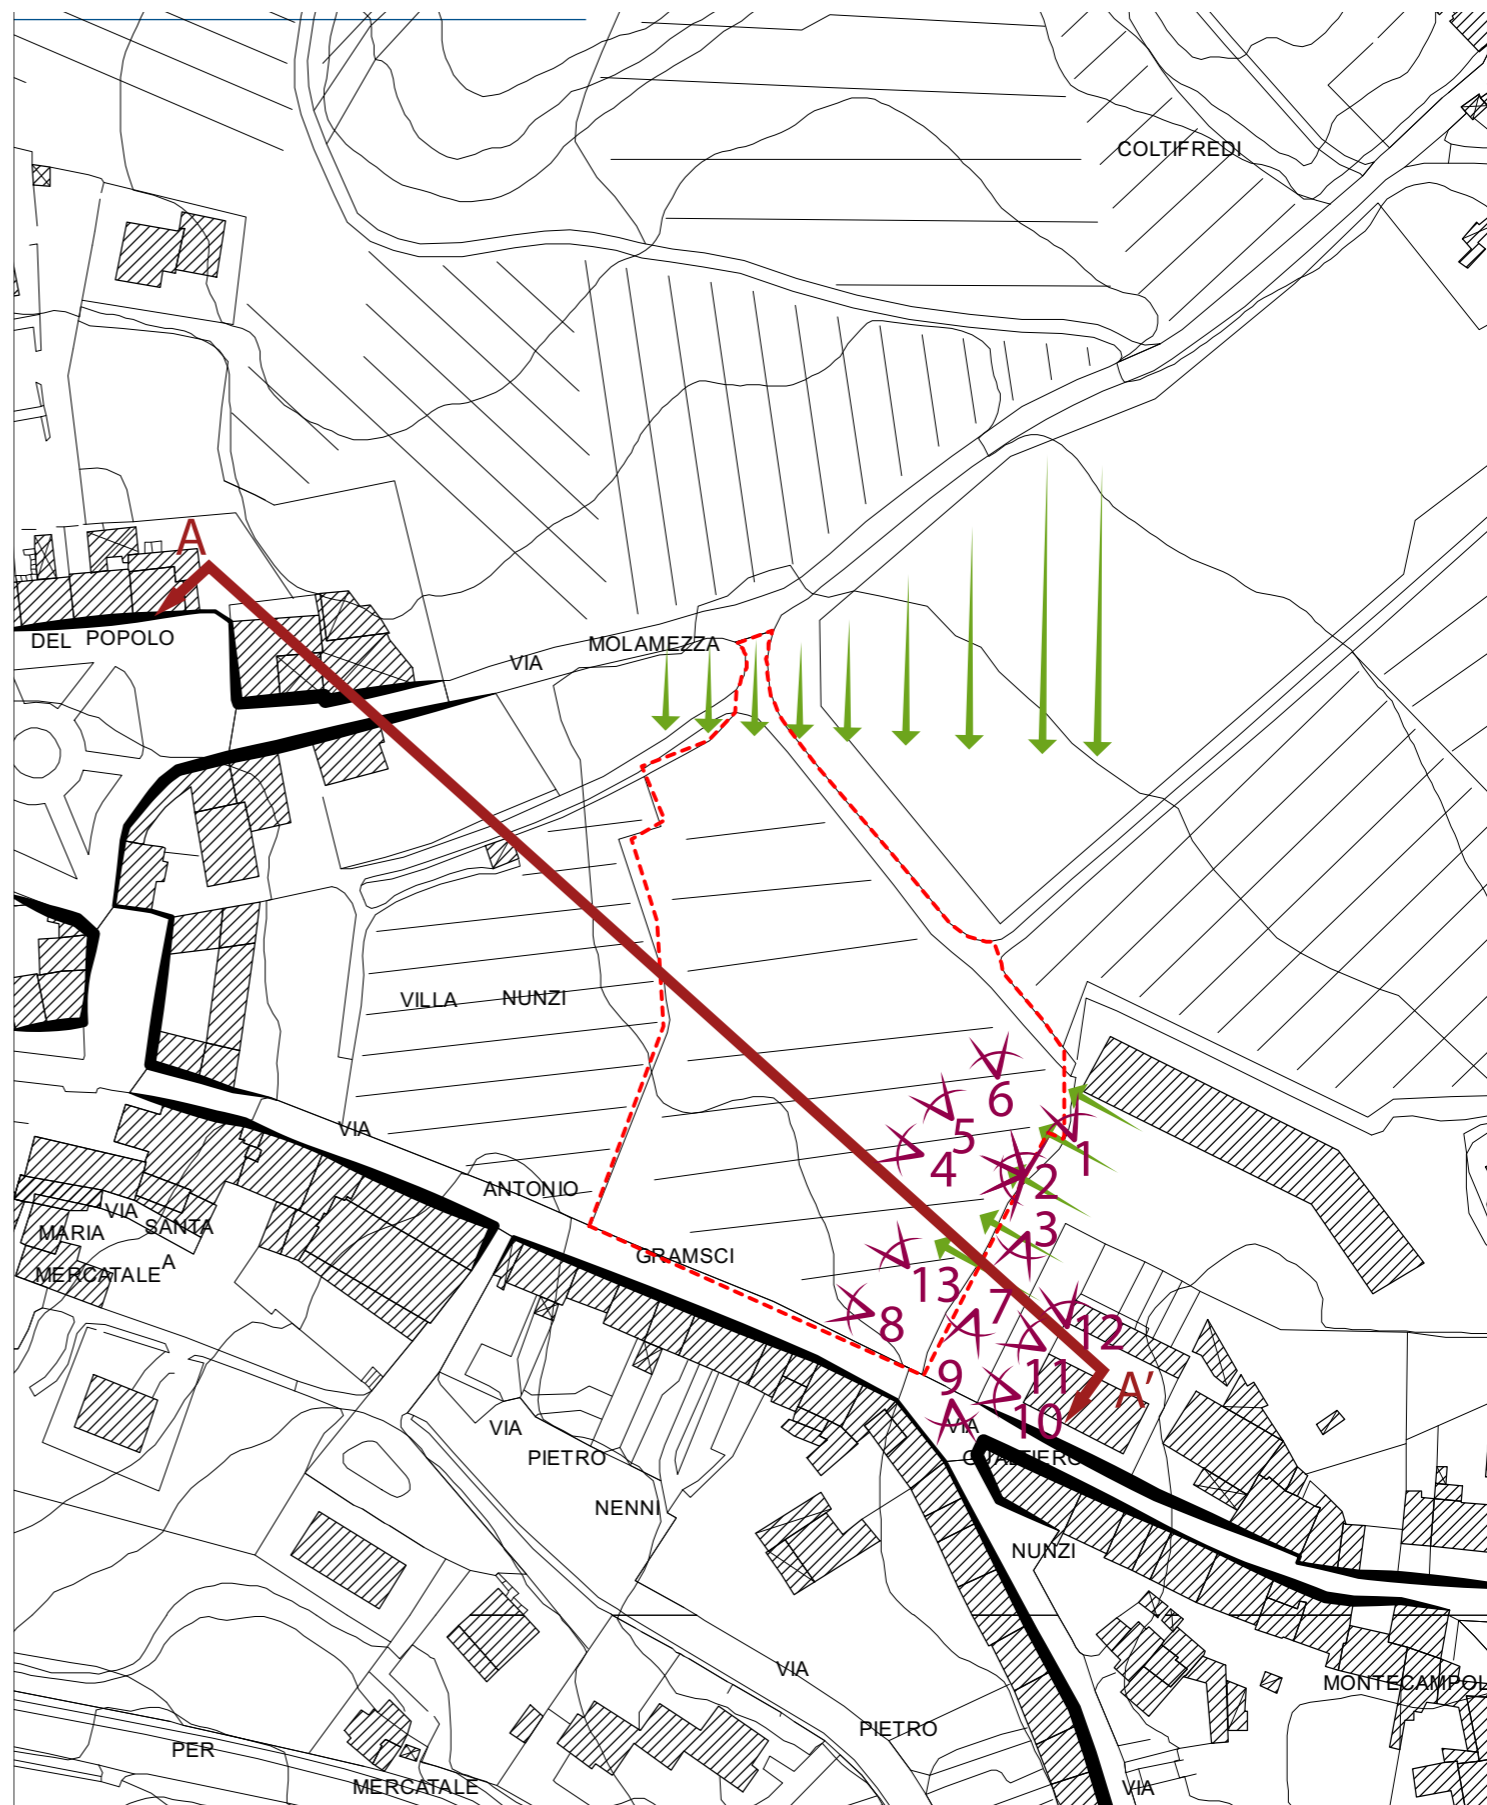 COLTIFREDI
A
DEL POPOLO
MOLAMEZZA
VIA
VILLA NUNZI
6
VIA
5
1
4
2
ANTONIO
VIA
SANTA
MARIA
3
GRAMSCI
A
MERCATALE
13
7
8
12
11
9
A'
10
VIA
VIA
PIETRO
GUALTIERO
NENNI
NUNZI
VIA
MONTECAMPOL
PIETRO
PER
MERCATALE
VIA